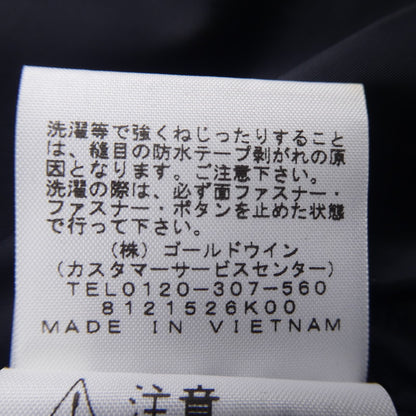 洗濯等で強くねじったりすること
は、縫目の防水テープ剥がれの原
因となります。ご注意下さい。
洗濯の際は、必ず面ファスナー・
ファスナー・ボタンを止めた状態
で行って下さい。
(株) ゴールドウイン
(カスタマーサービスセンター)
TEL0120-307-560
8121526K00
MADE IN VIETNAM
注意